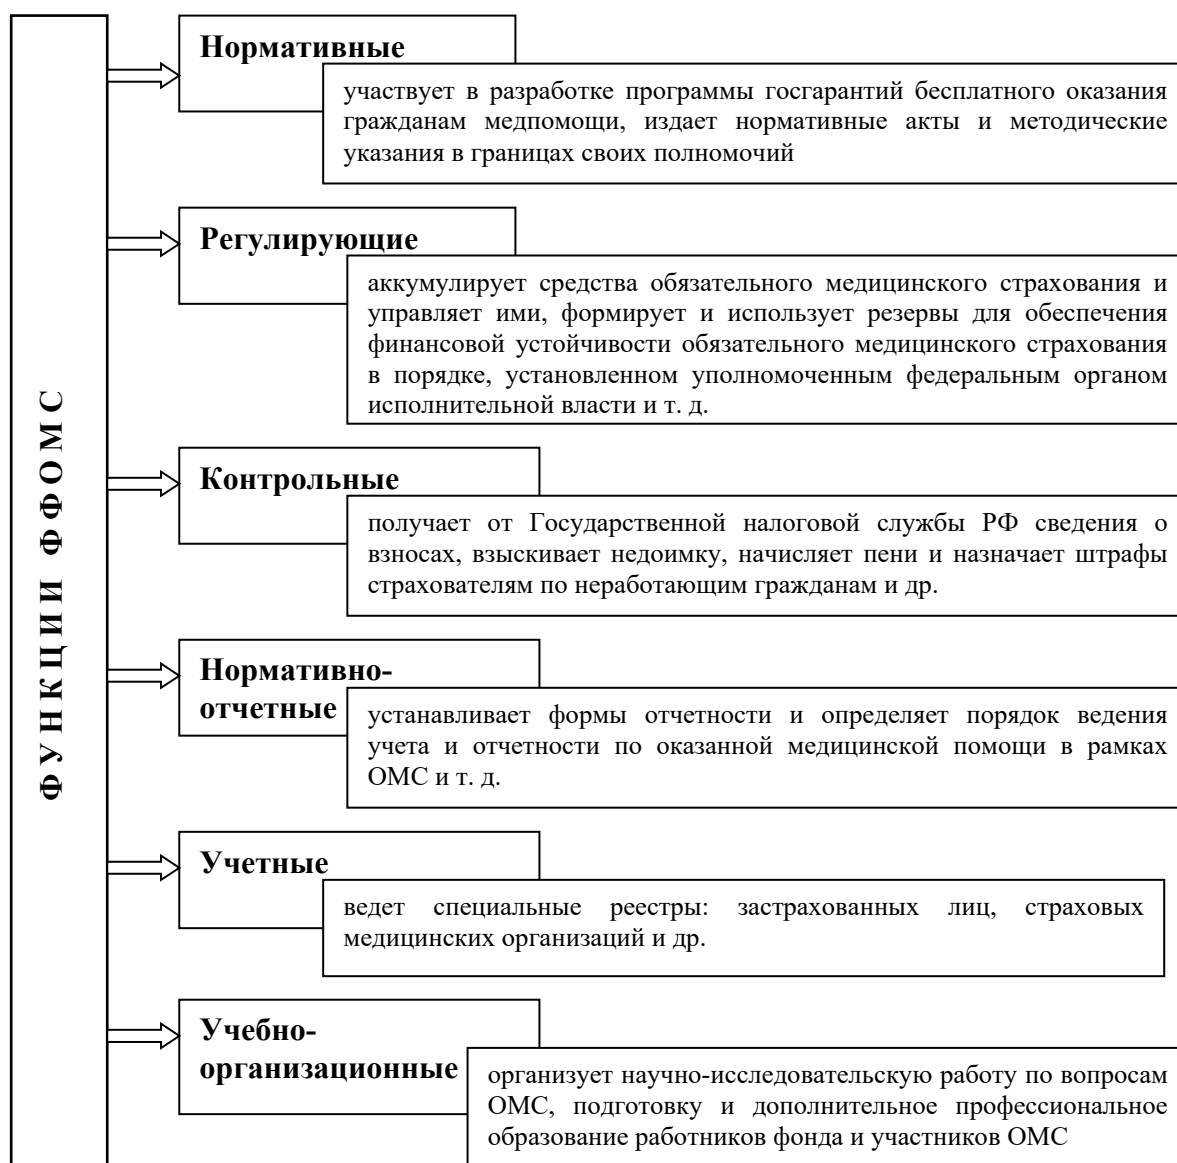 ФУНКЦИИ ФФОМС
Нормативные
участвует в разработке программы госгарантий бесплатного оказания
гражданам медпомощи, издает нормативные акты и методические
указания в границах своих полномочий
Регулирующие
аккумулирует средства обязательного медицинского страхования и
управляет ими, формирует и использует резервы для обеспечения
финансовой устойчивости обязательного медицинского страхования
в порядке, установленном уполномоченным федеральным органом
исполнительной власти и т. д.
Контрольные
получает от Государственной налоговой службы РФ сведения о
взносах, взыскивает недоимку, начисляет пени и назначает штрафы
страхователям по неработающим гражданам и др.
Нормативно-
отчетные
устанавливает формы отчетности и определяет порядок ведения
учета и отчетности по оказанной медицинской помощи в рамках
ОМС и т. д.
Учетные
ведет специальные реестры: застрахованных лиц, страховых
медицинских организаций и др.
Учебно-
организационные
организует научно-исследовательскую работу по вопросам
ОМС, подготовку и дополнительное профессиональное
образование работников фонда и участников ОМС